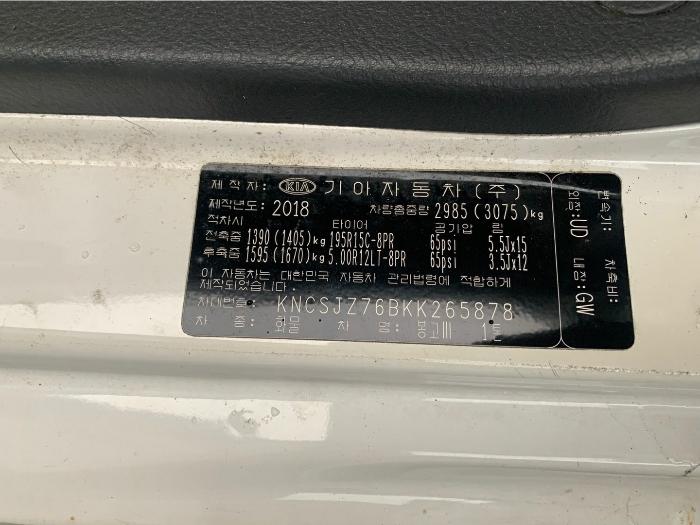 제 작 자: KIA 기아자동차(주)
제작년도: 2018 차량총중량 2985(3075)kg
적차시 타이어 공기압 림
전축중 1390(1405)kg 195R15C-8PR 65psi 5.5Jx15
후축중 1595(1670)kg 5.00R12LT-8PR 65psi 3.5Jx12
이 자동차는 대한민국 자동차 관리법령에 적합하게
제작되었습니다.
차대번호: KNCSJZ76BKK265878
차 종: 화물 차 명: 봉고III 1톤
변속기: 차축비:
외장: UD 내장: GW